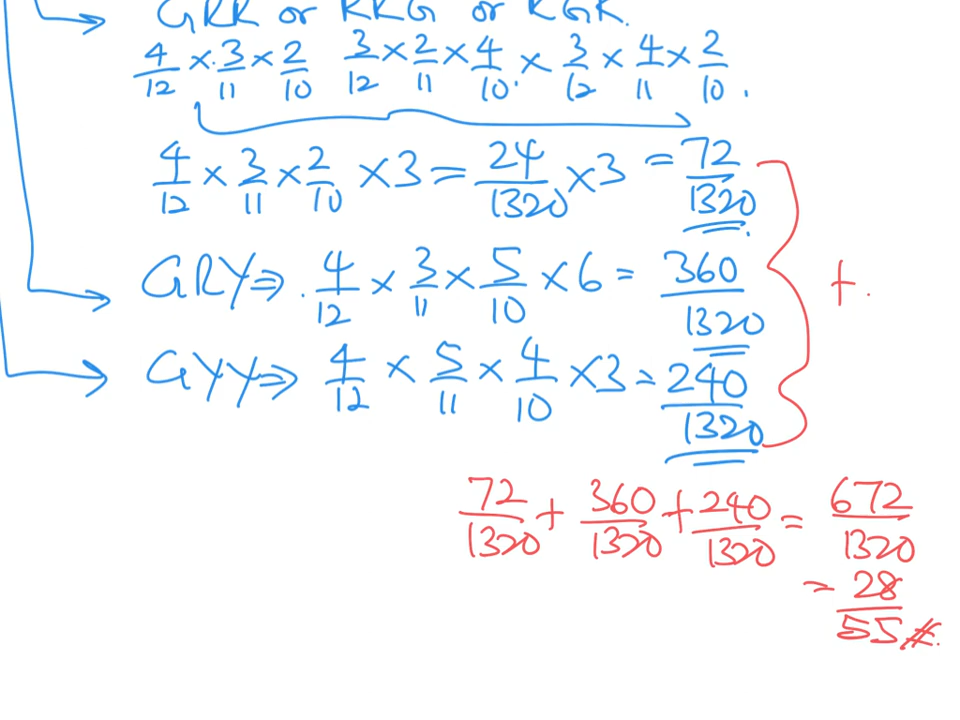 GRR or RRG or RGR.
4/12 × 3/11 × 2/10 3/12 × 2/11 × 4/10 . × 3/12 × 4/11 × 2/10 .
4/12 × 3/11 × 2/10 ×3 = 24/1320 ×3 = 72/1320
GRY⇒ . 4/12 × 3/11 × 5/10 ×6 = 360/1320
+.
GYY⇒ 4/12 × 5/11 × 4/10 ×3 = 240/1320
72/1320 + 360/1320 + 240/1320 = 672/1320
= 28/55 #.